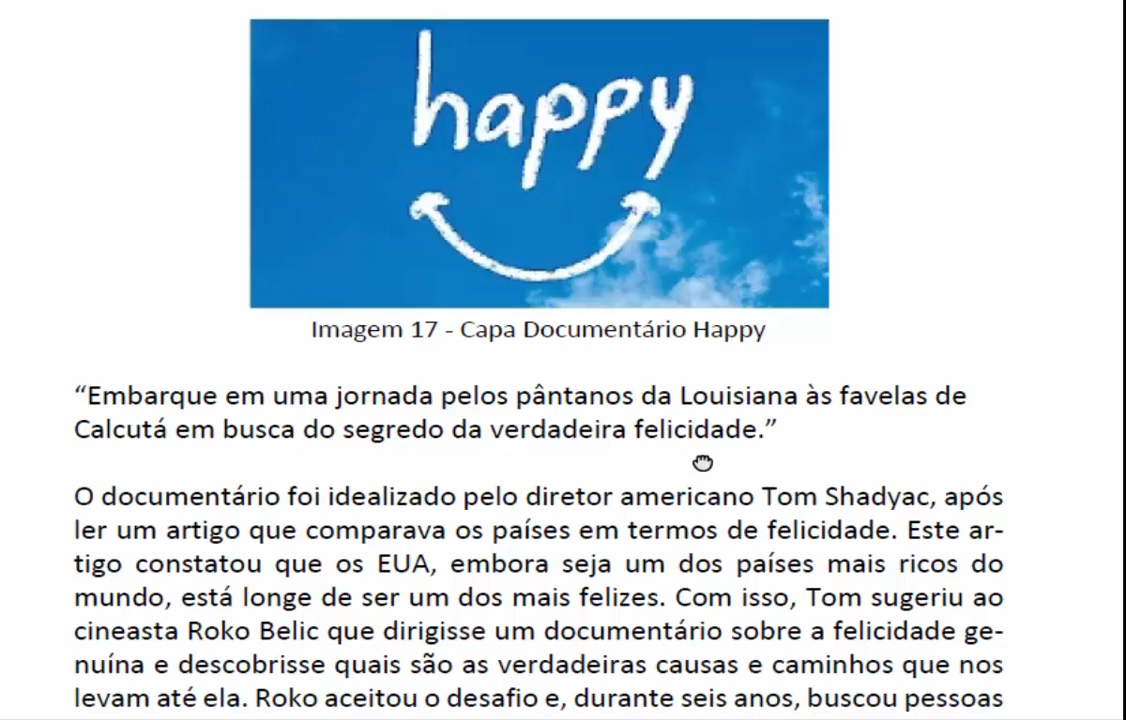 happy
Imagem 17 - Capa Documentário Happy
“Embarque em uma jornada pelos pântanos da Louisiana às favelas de
Calcutá em busca do segredo da verdadeira felicidade.”
O documentário foi idealizado pelo diretor americano Tom Shadyac, após
ler um artigo que comparava os países em termos de felicidade. Este ar-
tigo constatou que os EUA, embora seja um dos países mais ricos do
mundo, está longe de ser um dos mais felizes. Com isso, Tom sugeriu ao
cineasta Roko Belic que dirigisse um documentário sobre a felicidade ge-
nuína e descobrisse quais são as verdadeiras causas e caminhos que nos
levam até ela. Roko aceitou o desafio e, durante seis anos, buscou pessoas